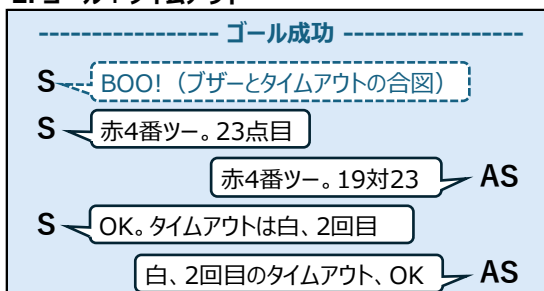 ---------------- ゴール成功 ----------------
S BOO!（ブザーとタイムアウトの合図）
S 赤4番ツー。23点目
赤4番ツー。19対23 AS
S OK。タイムアウトは白、2回目
白、2回目のタイムアウト、OK AS